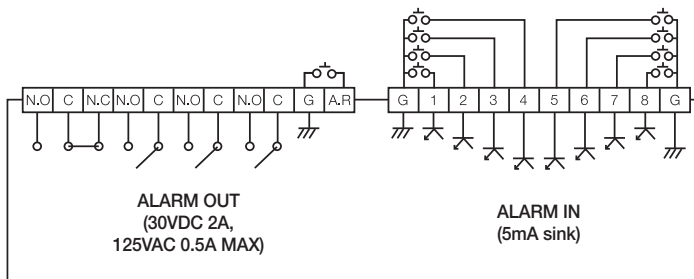 N.O C N.C N.O C N.O C N.O C G A.R
G 1 2 3 4 5 6 7 8 G
ALARM OUT
(30VDC 2A,
125VAC 0.5A MAX)
ALARM IN
(5mA sink)